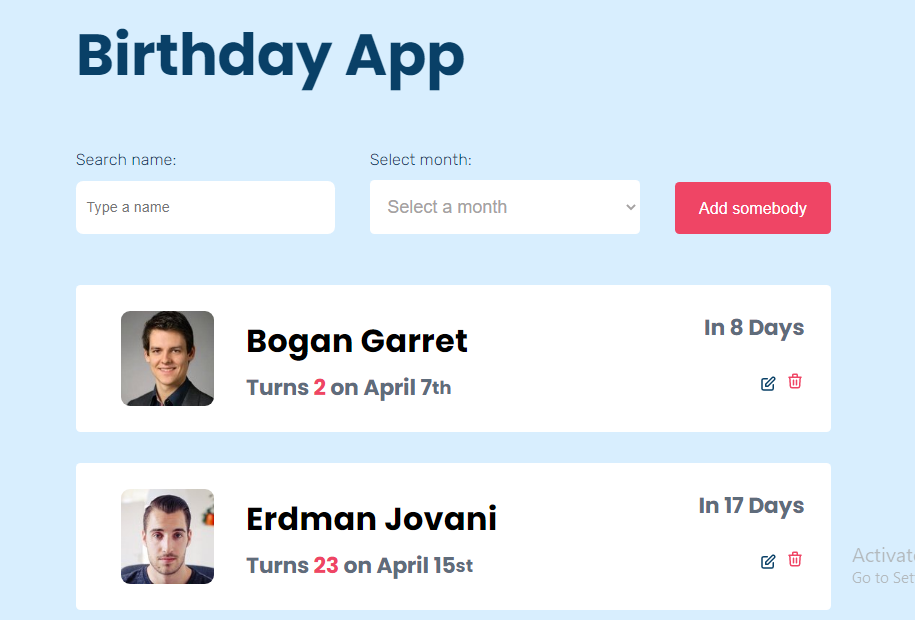 Birthday App
Search name:
Select month:
Type a name
Select a month
Add somebody
Bogan Garret
In 8 Days
Turns 2 on April 7th
Erdman Jovani
In 17 Days
Turns 23 on April 15st
Activate
Go to Set